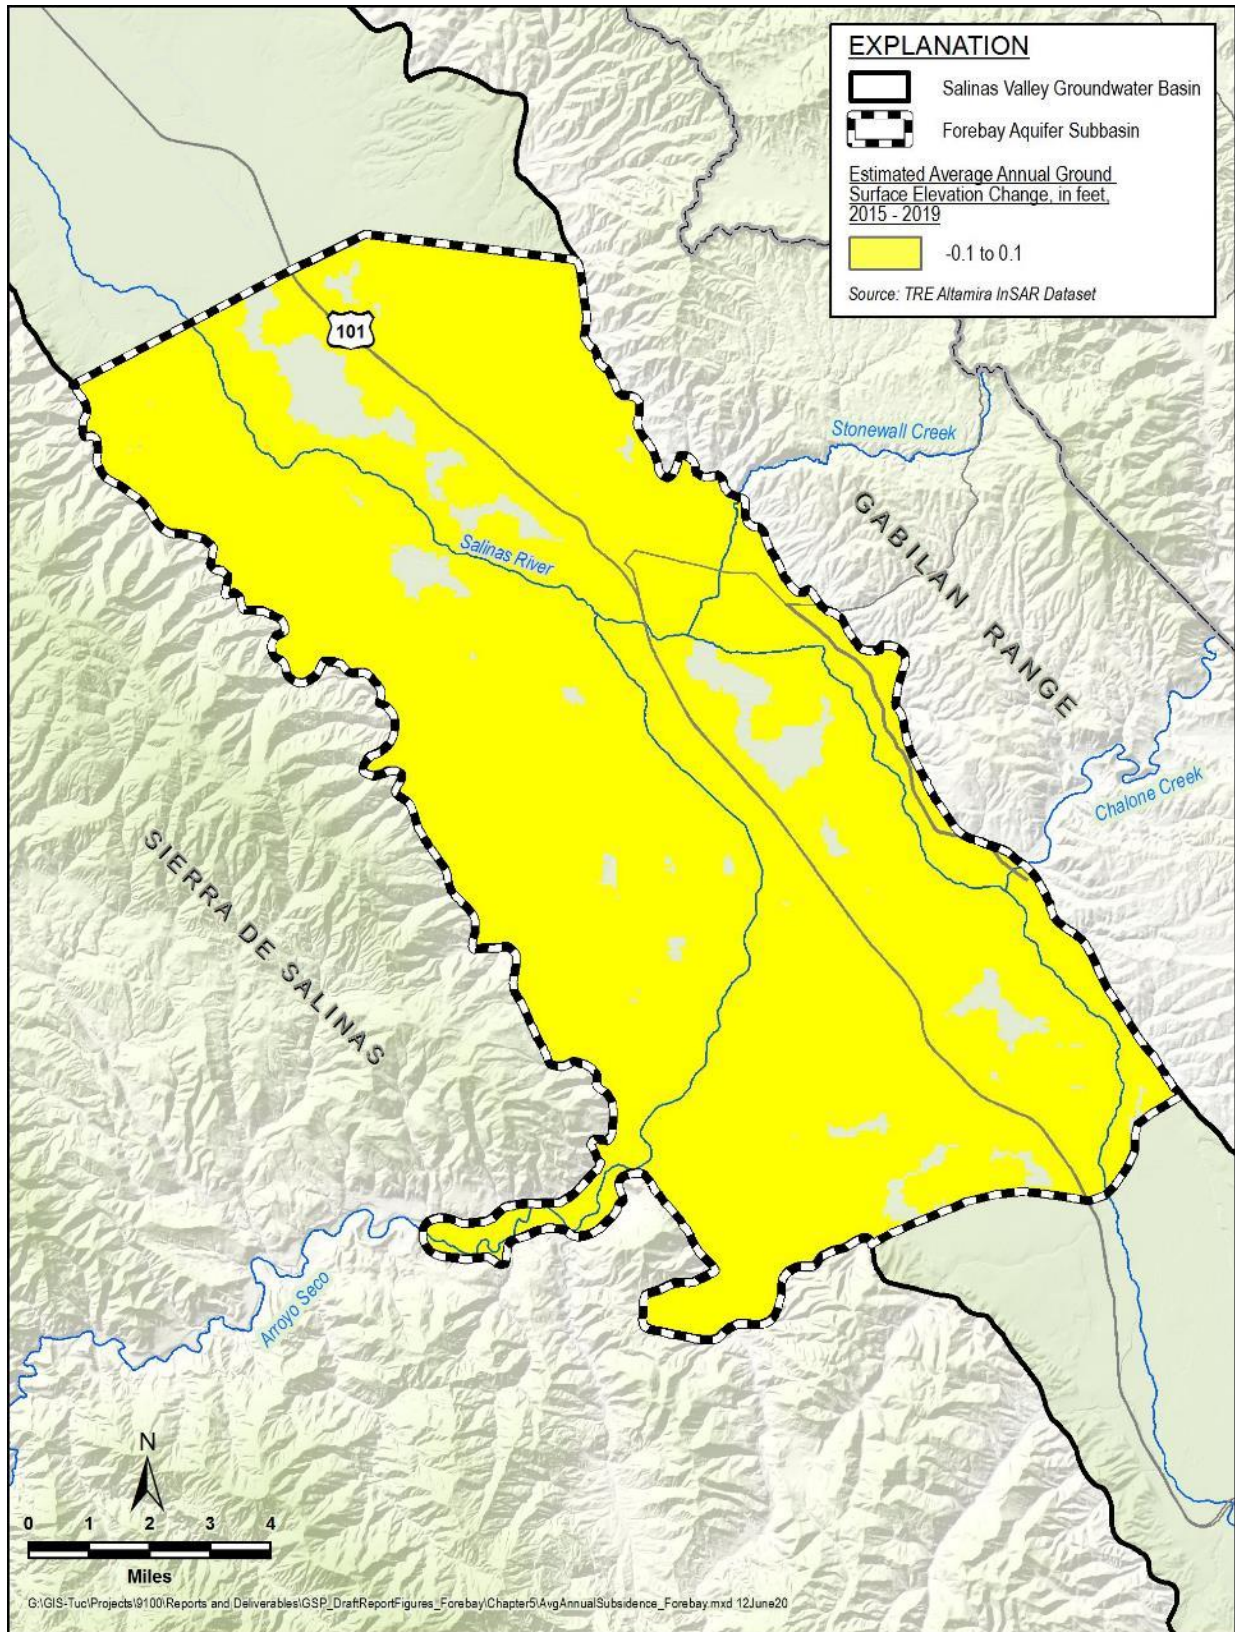 EXPLANATION
Salinas Valley Groundwater Basin
Forebay Aquifer Subbasin
Estimated Average Annual Ground
Surface Elevation Change, in feet,
2015 - 2019
-0.1 to 0.1
Source: TRE Altamira InSAR Dataset
101
Stonewall Creek
GABILAN RANGE
Salinas River
Chalone Creek
SIERRA DE SALINAS
Arroyo Seco
N
0 1 2 3 4
Miles
G:\GIS-Tuc\Projects\9100\Reports and Deliverables\GSP_DraftReportFigures_Forebay\Chapter5\AvgAnnualSubsidence_Forebay.mxd 12June20